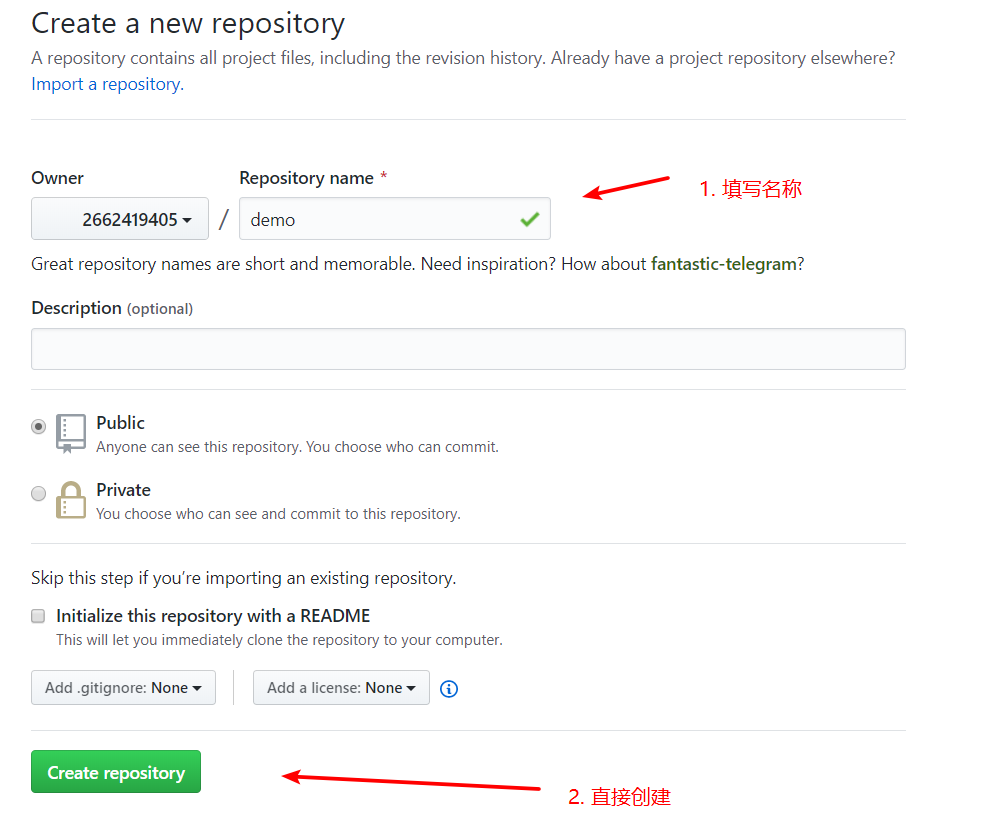 Create a new repository
A repository contains all project files, including the revision history. Already have a project repository elsewhere?
Import a repository.
Owner
Repository name *
1. 填写名称
2662419405
/
demo
Great repository names are short and memorable. Need inspiration? How about fantastic-telegram?
Description (optional)
Public
Anyone can see this repository. You choose who can commit.
Private
You choose who can see and commit to this repository.
Skip this step if you’re importing an existing repository.
Initialize this repository with a README
This will let you immediately clone the repository to your computer.
Add .gitignore: None
Add a license: None
Create repository
2. 直接创建